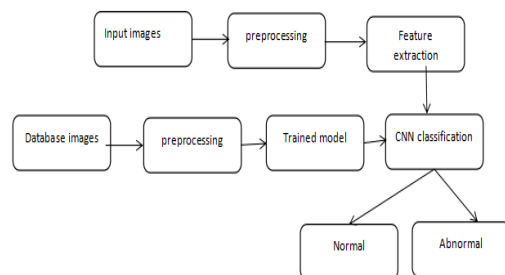 Input images
preprocessing
Feature
extraction
Database images
preprocessing
Trained model
CNN classification
Normal
Abnormal